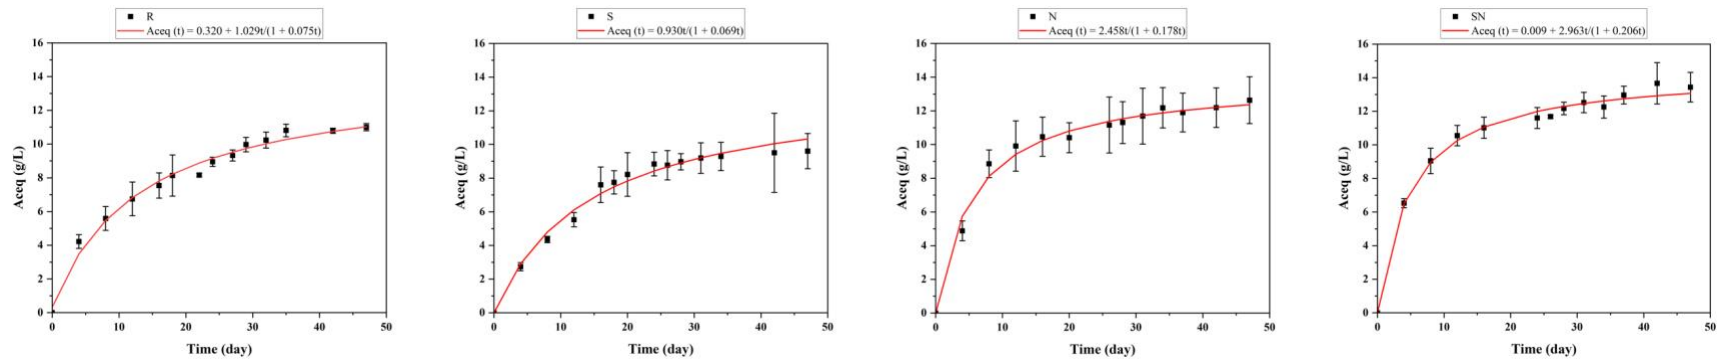 R
Aceq (t) = 0.320 + 1.029t/(1 + 0.075t)
16
14
12
10
8
6
4
2
0
Aceq (g/L)
0 10 20 30 40 50
Time (day)
S
Aceq (t) = 0.930t/(1 + 0.069t)
16
14
12
10
8
6
4
2
0
Aceq (g/L)
0 10 20 30 40 50
Time (day)
N
Aceq (t) = 2.458t/(1 + 0.178t)
16
14
12
10
8
6
4
2
0
Aceq (g/L)
0 10 20 30 40 50
Time (day)
SN
Aceq (t) = 0.009 + 2.963t/(1 + 0.206t)
16
14
12
10
8
6
4
2
0
Aceq (g/L)
0 10 20 30 40 50
Time (day)